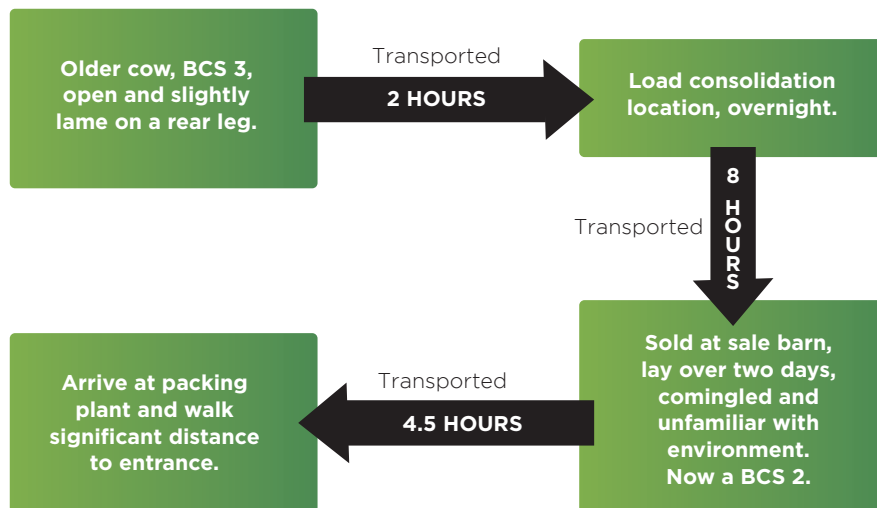 Older cow, BCS 3,
open and slightly
lame on a rear leg.
Transported
2 HOURS
Load consolidation
location, overnight.
Transported
8 HOURS
Sold at sale barn,
lay over two days,
comingled and
unfamiliar with
environment.
Now a BCS 2.
Transported
4.5 HOURS
Arrive at packing
plant and walk
significant distance
to entrance.